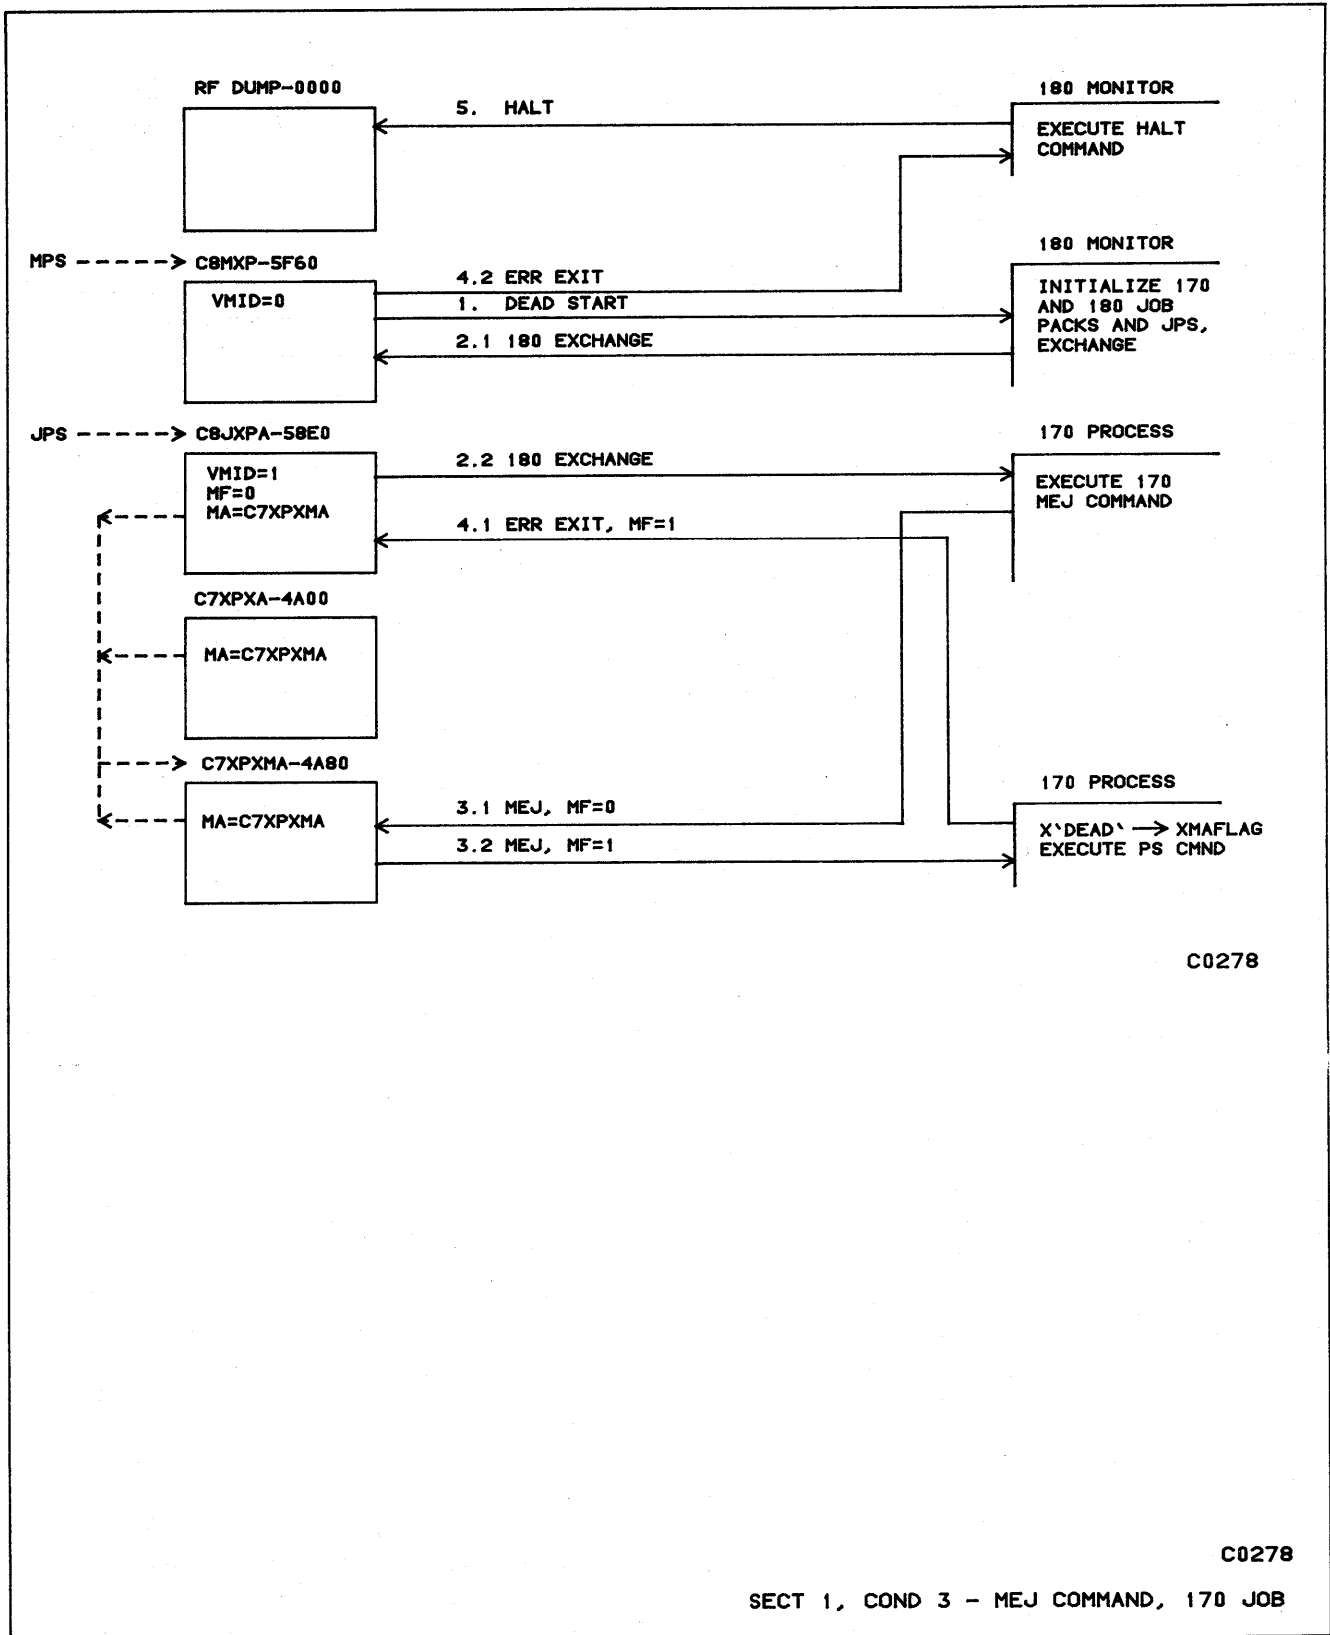 RF DUMP-0000
180 MONITOR
5. HALT
EXECUTE HALT
COMMAND
MPS -----> C8MXP-5F60
180 MONITOR
VMID=0
4.2 ERR EXIT
1. DEAD START
2.1 180 EXCHANGE
INITIALIZE 170
AND 180 JOB
PACKS AND JPS,
EXCHANGE
JPS -----> C8JXPA-58E0
170 PROCESS
VMID=1
MF=0
MA=C7XPXMA
2.2 180 EXCHANGE
4.1 ERR EXIT, MF=1
EXECUTE 170
MEJ COMMAND
C7XPXA-4A00
MA=C7XPXMA
C7XPXMA-4A80
170 PROCESS
MA=C7XPXMA
3.1 MEJ, MF=0
3.2 MEJ, MF=1
X`DEAD` —> XMAFLAG
EXECUTE PS CMND
C0278
C0278
SECT 1, COND 3 - MEJ COMMAND, 170 JOB